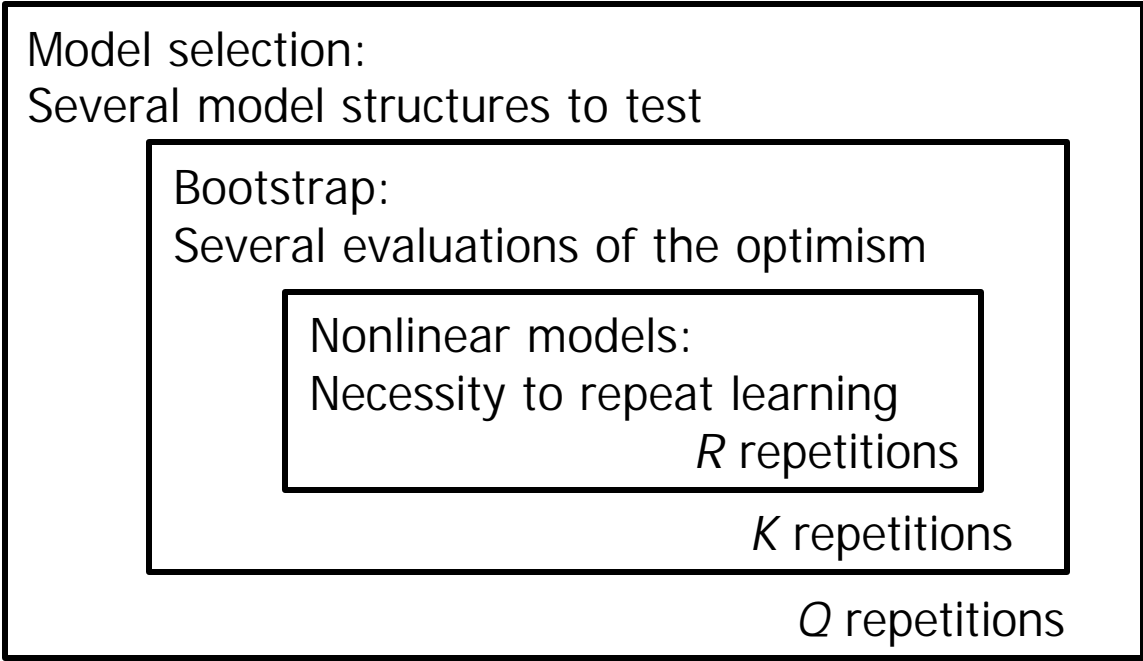 Model selection:
Several model structures to test
Bootstrap:
Several evaluations of the optimism
Nonlinear models:
Necessity to repeat learning
R repetitions
K repetitions
Q repetitions